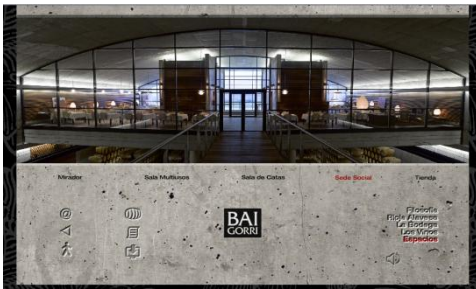 Mirador
Sala Multiusos
Sala de Catas
Sede Social
Tienda
@
BAI
GORRI
Filosofía
Rioja Alavesa
La Bodega
Los Vinos
Espacios